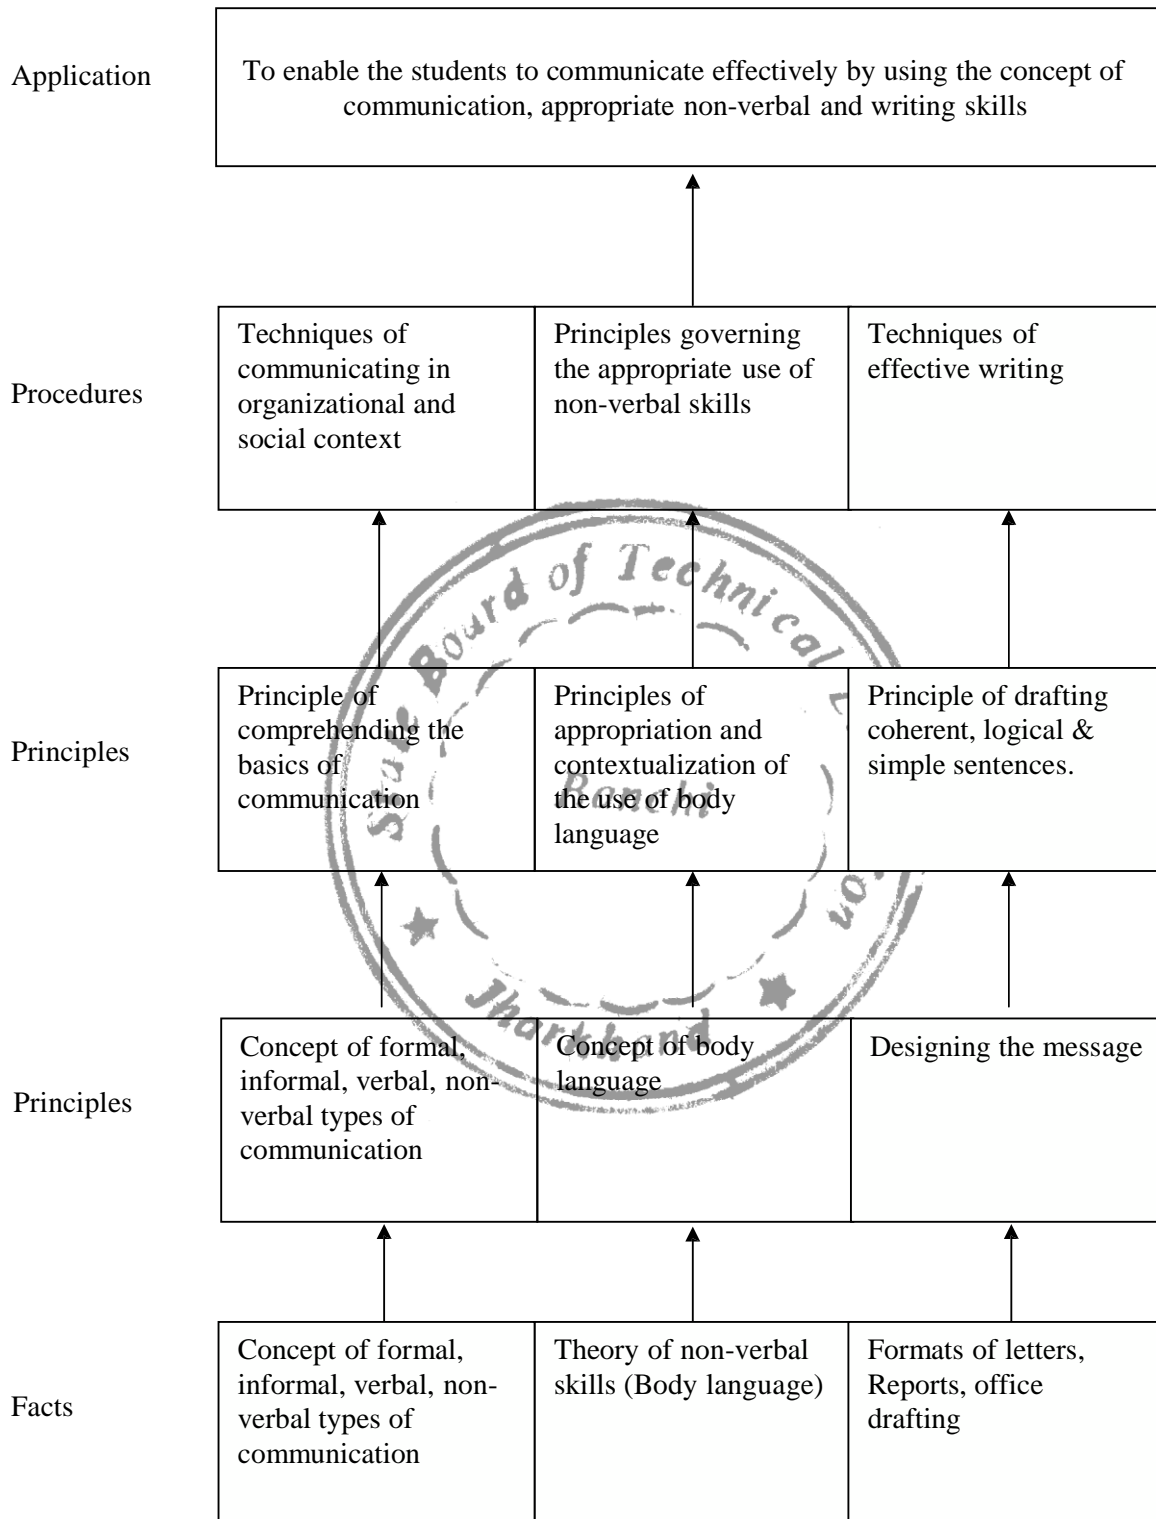 Application
To enable the students to communicate effectively by using the concept of
communication, appropriate non-verbal and writing skills
Procedures
Techniques of
communicating in
organizational and
social context
Principles governing
the appropriate use of
non-verbal skills
Techniques of
effective writing
Principles
Principle of
comprehending the
basics of
communication
Principles of
appropriation and
contextualization of
the use of body
language
Principle of drafting
coherent, logical &
simple sentences.
Principles
Concept of formal,
informal, verbal, non-
verbal types of
communication
Concept of body
language
Designing the message
Facts
Concept of formal,
informal, verbal, non-
verbal types of
communication
Theory of non-verbal
skills (Body language)
Formats of letters,
Reports, office
drafting
State Board of Technical
Ranchi
Jharkhand